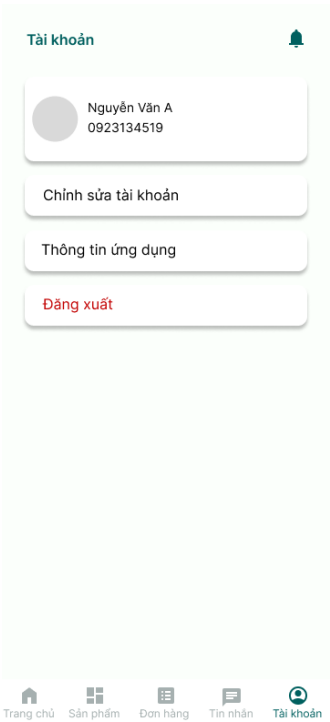 Tài khoản
Nguyễn Văn A
0923134519
Chỉnh sửa tài khoản
Thông tin ứng dụng
Đăng xuất
Trang chủ Sản phẩm Đơn hàng Tin nhắn Tài khoản